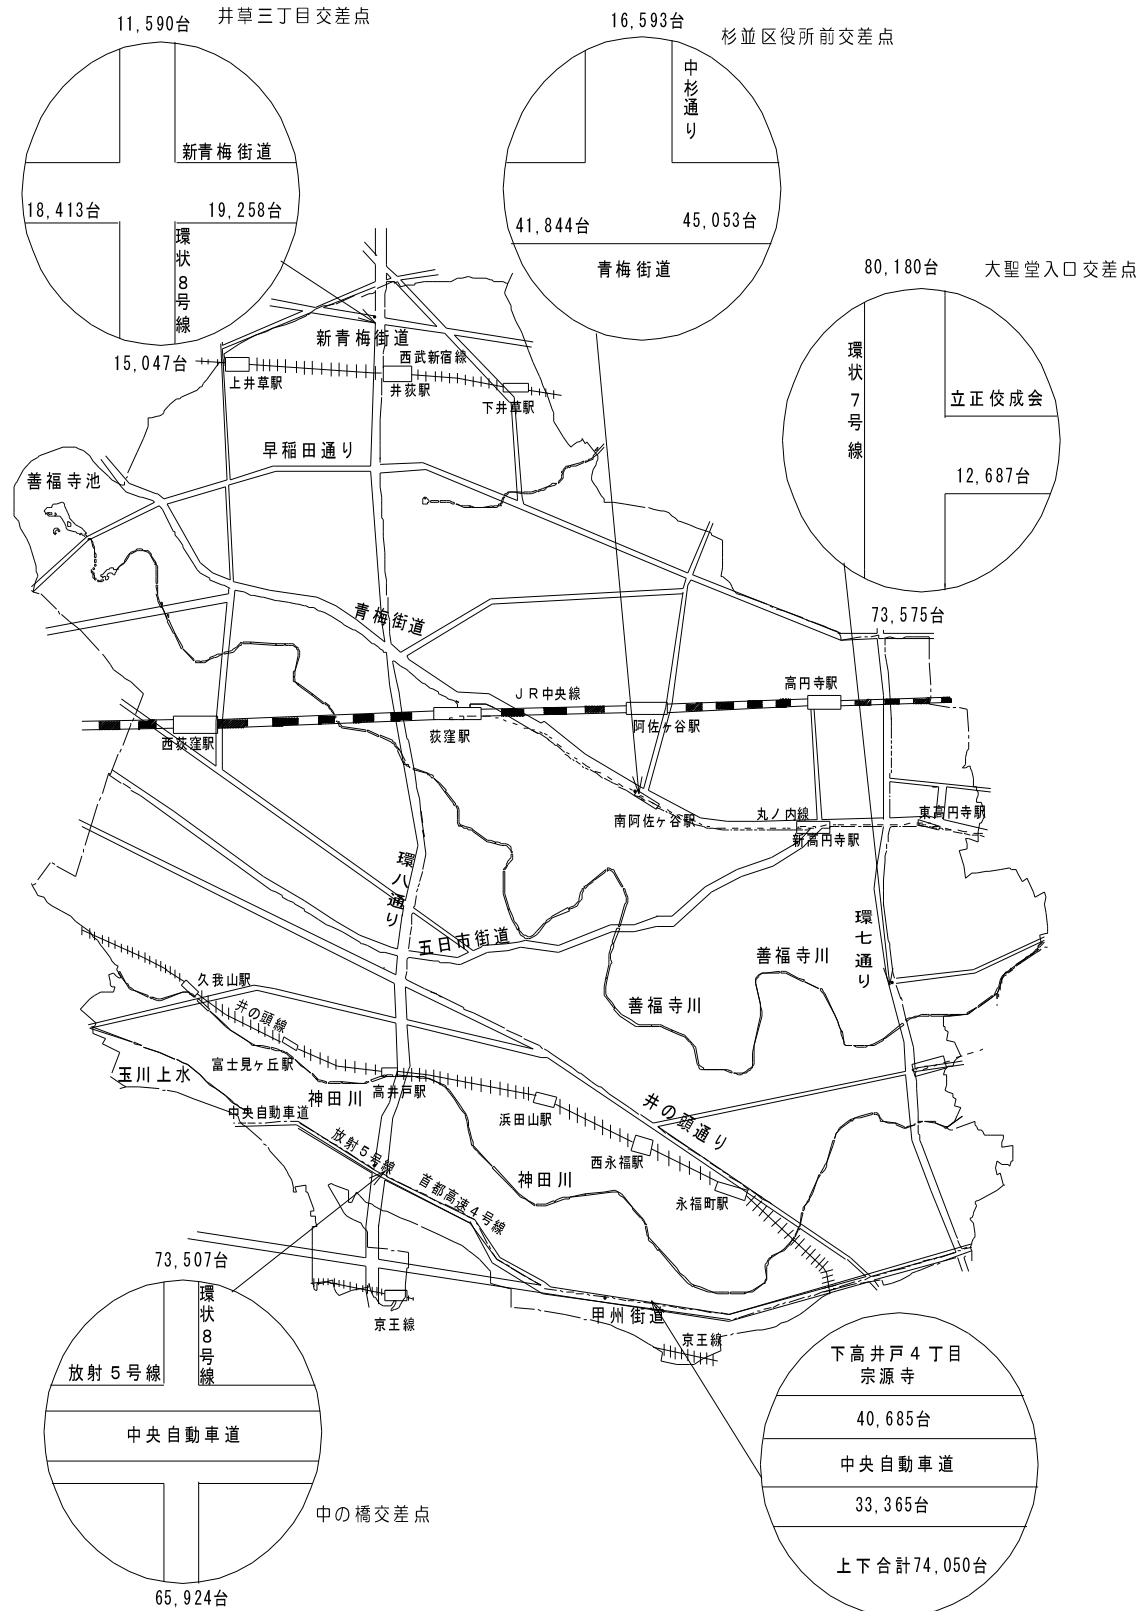 井草三丁目交差点
11,590台
新青梅街道
18,413台
19,258台
環状8号線
15,047台
16,593台
杉並区役所前交差点
中杉通り
41,844台
45,053台
青梅街道
80,180台
大聖堂入口交差点
環状7号線
立正佼成会
12,687台
73,575台
新青梅街道
西武新宿線
上井草駅
井荻駅
下井草駅
早稲田通り
善福寺池
青梅街道
JR中央線
高円寺駅
西荻窪駅
荻窪駅
阿佐ヶ谷駅
南阿佐ヶ谷駅
丸ノ内線
新高円寺駅
東高円寺駅
環八通り
五日市街道
環七通り
善福寺川
善福寺川
久我山駅
井の頭線
富士見ヶ丘駅
玉川上水
神田川
高井戸駅
中央自動車道
浜田山駅
井の頭通り
放射5号線
西永福駅
神田川
首都高速4号線
永福町駅
甲州街道
京王線
京王線
73,507台
環状8号線
放射5号線
中央自動車道
中の橋交差点
65,924台
下高井戸4丁目
宗源寺
40,685台
中央自動車道
33,365台
上下合計74,050台